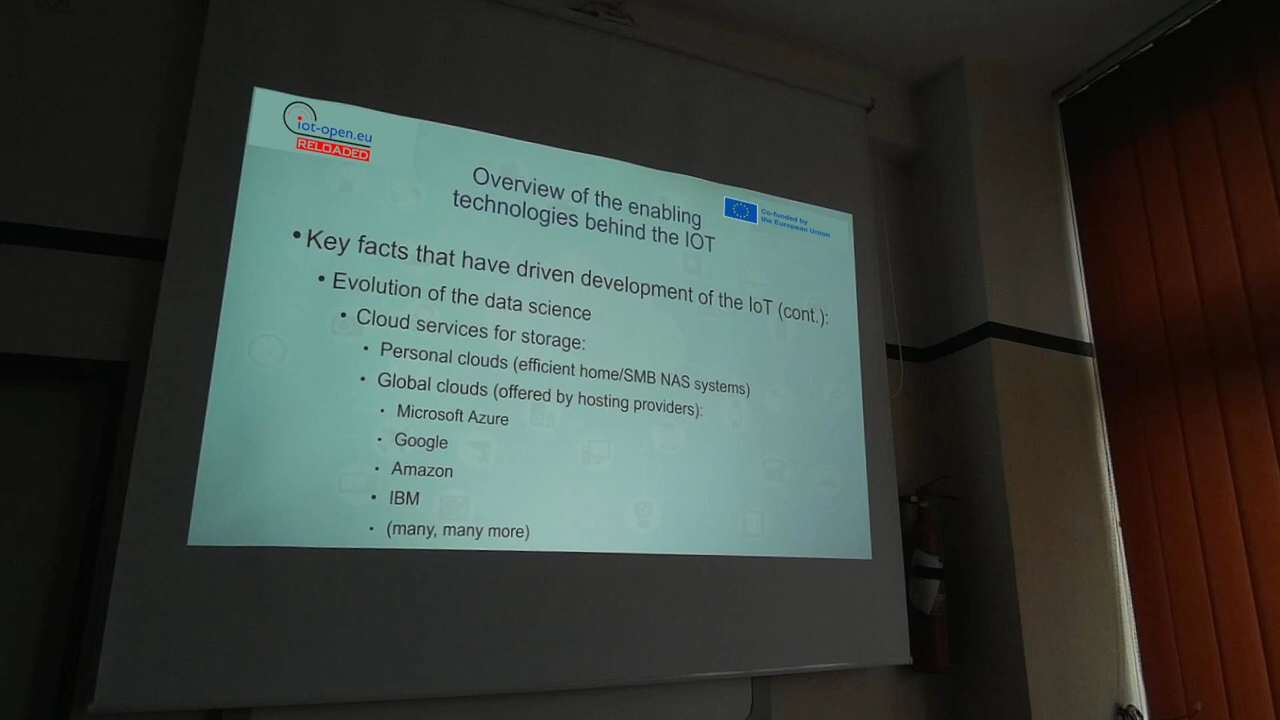 iot-open.eu
RELOADED
Overview of the enabling
technologies behind the IOT
Co-funded by
the European Union
• Key facts that have driven development of the IoT (cont.):
• Evolution of the data science
• Cloud services for storage:
• Personal clouds (efficient home/SMB NAS systems)
• Global clouds (offered by hosting providers):
• Microsoft Azure
• Google
• Amazon
• IBM
• (many, many more)